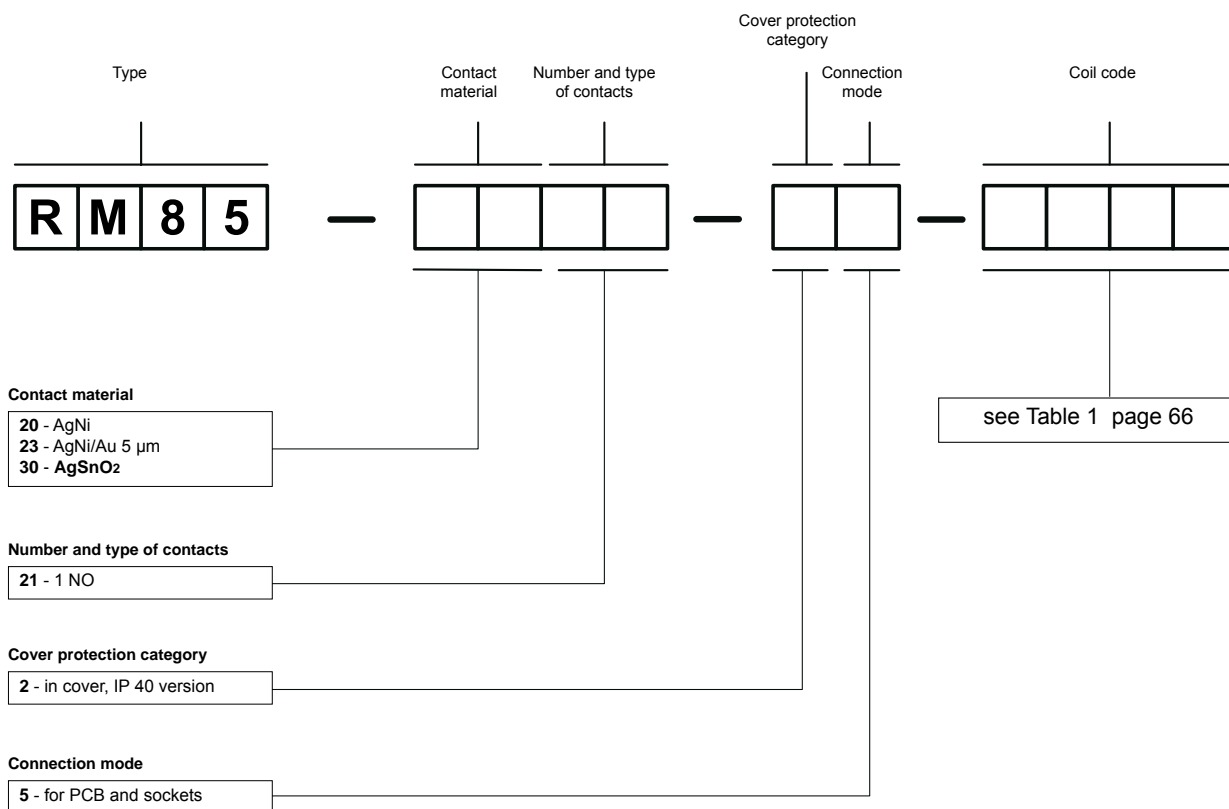 Cover protection
category
Type
Contact
material
Number and type
of contacts
Connection
mode
Coil code
RM85 — — —
Contact material
20 - AgNi
23 - AgNi/Au 5 µm
30 - AgSnO2
see Table 1 page 66
Number and type of contacts
21 - 1 NO
Cover protection category
2 - in cover, IP 40 version
Connection mode
5 - for PCB and sockets